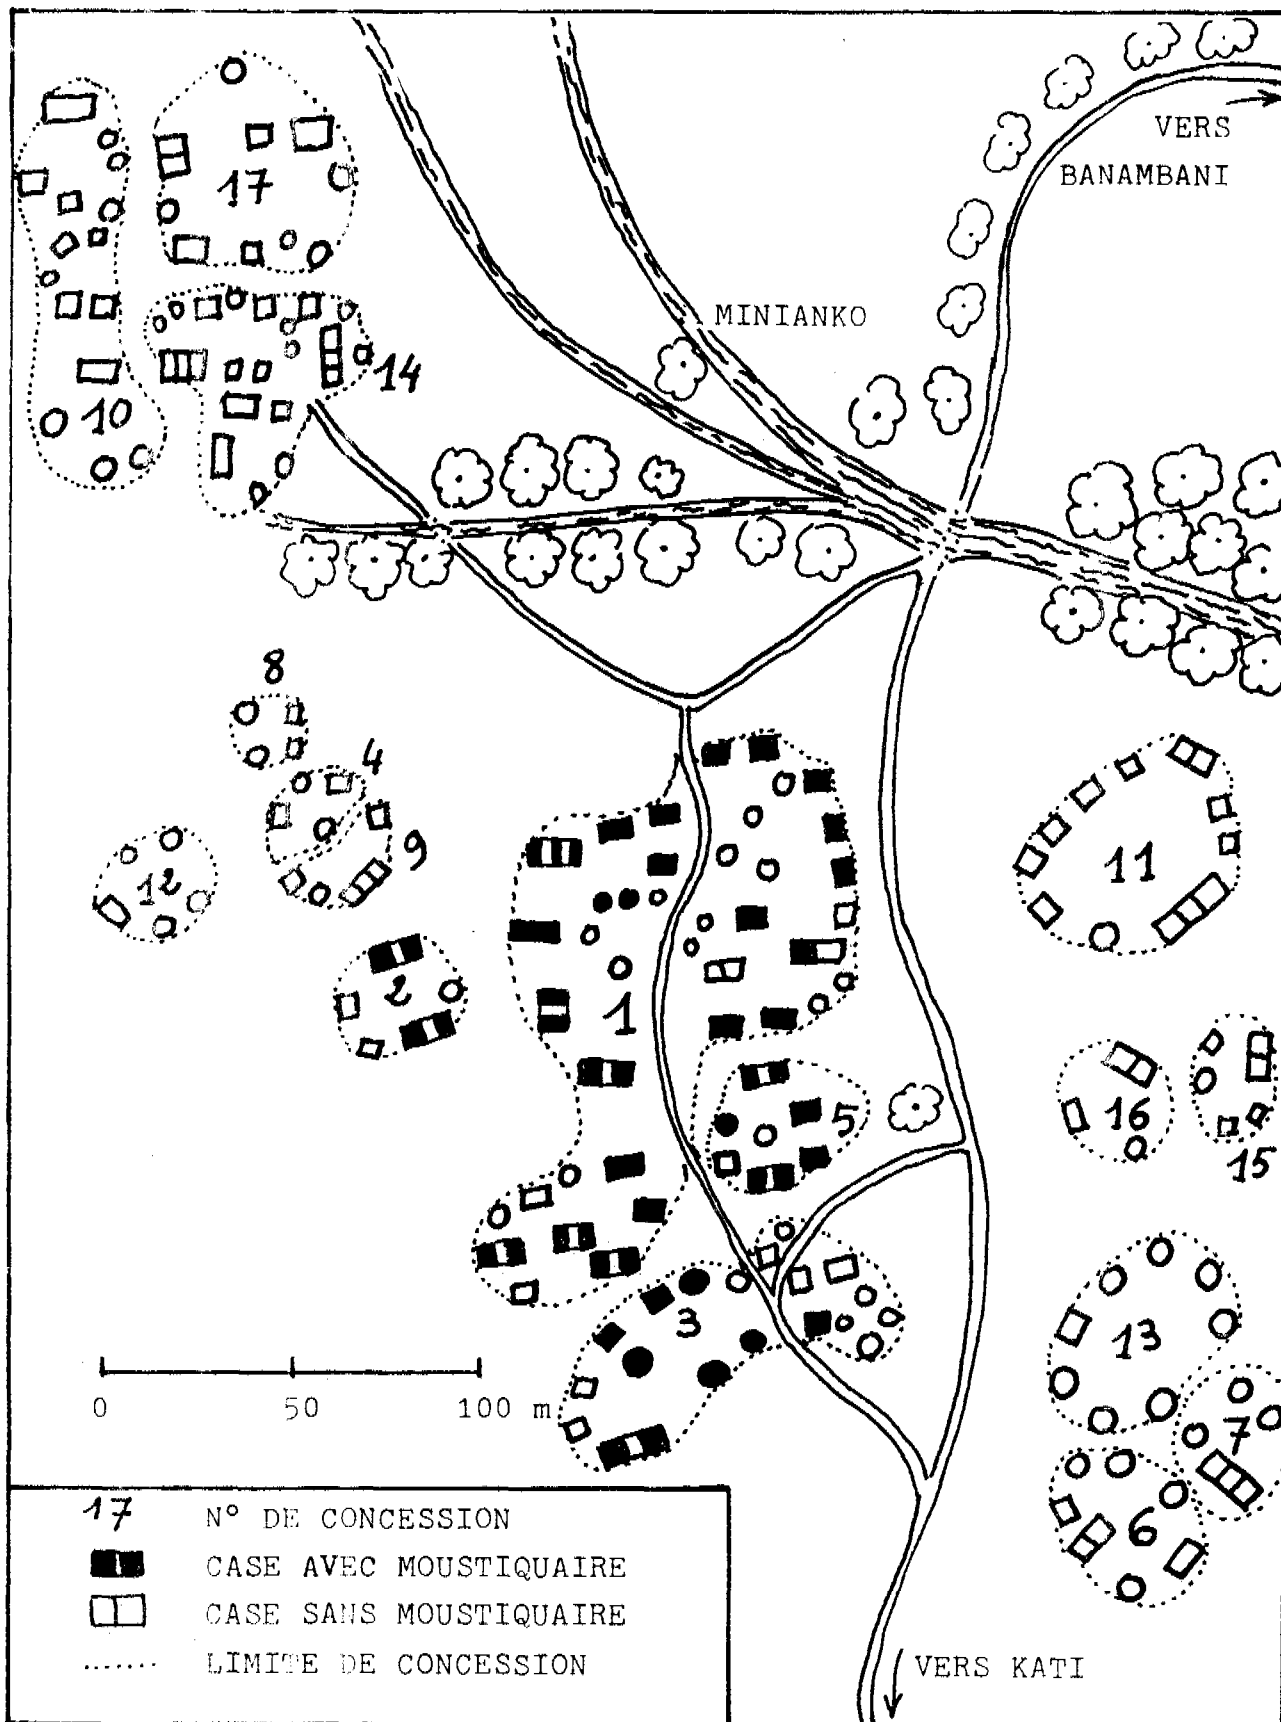 VERS
BANAMBANI
17
MINIANKO
14
10
8
4
9
12
11
2
1
5
16
15
3
13
7
6
0 50 100 m
17 N° DE CONCESSION
CASE AVEC MOUSTIQUAIRE
CASE SANS MOUSTIQUAIRE
LIMITE DE CONCESSION
VERS KATI